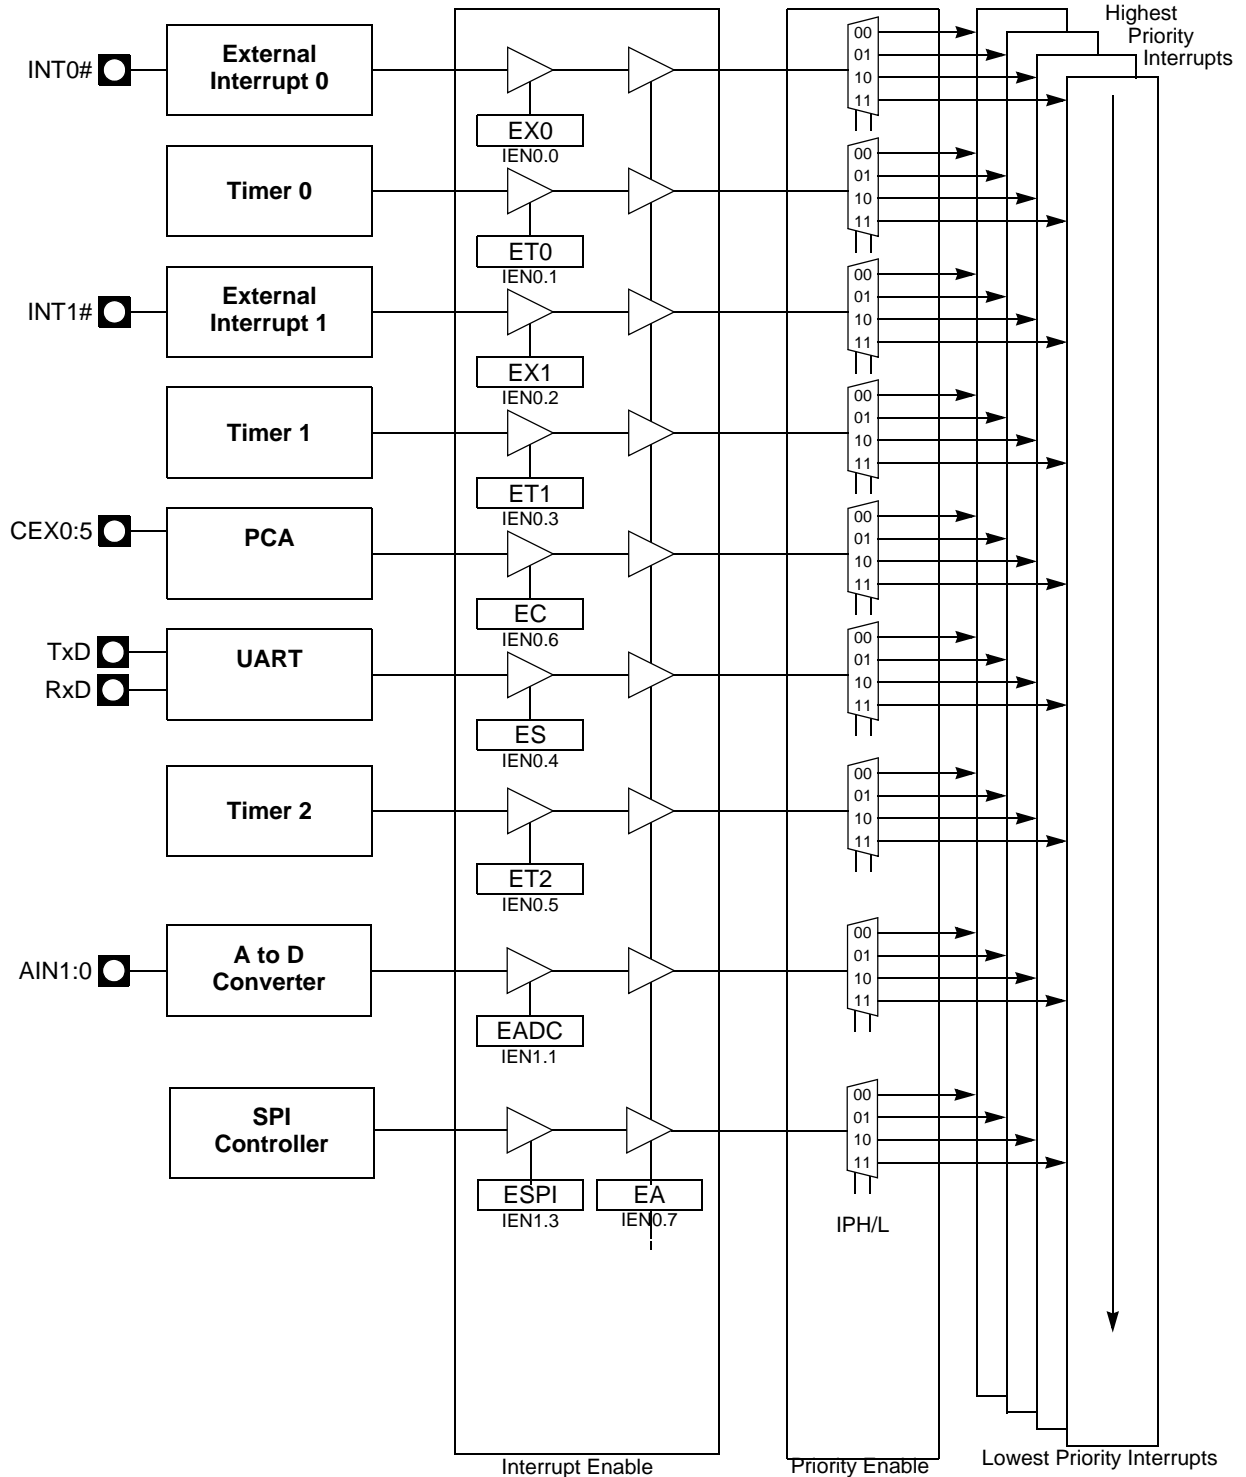 Highest
Priority
Interrupts
INT0#
External
Interrupt 0
EX0
IEN0.0
00
01
10
11
Timer 0
ET0
IEN0.1
00
01
10
11
INT1#
External
Interrupt 1
EX1
IEN0.2
00
01
10
11
Timer 1
ET1
IEN0.3
00
01
10
11
CEX0:5
PCA
EC
IEN0.6
00
01
10
11
TxD
RxD
UART
ES
IEN0.4
00
01
10
11
Timer 2
ET2
IEN0.5
00
01
10
11
AIN1:0
A to D
Converter
EADC
IEN1.1
00
01
10
11
SPI
Controller
ESPI
IEN1.3
EA
IEN0.7
00
01
10
11
IPH/L
Interrupt Enable
Priority Enable
Lowest Priority Interrupts